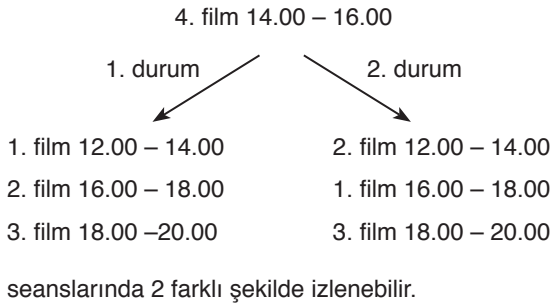 4. film 14.00 – 16.00
1. durum 2. durum
1. film 12.00 – 14.00 2. film 12.00 – 14.00
2. film 16.00 – 18.00 1. film 16.00 – 18.00
3. film 18.00 –20.00 3. film 18.00 – 20.00
seanslarında 2 farklı şekilde izlenebilir.